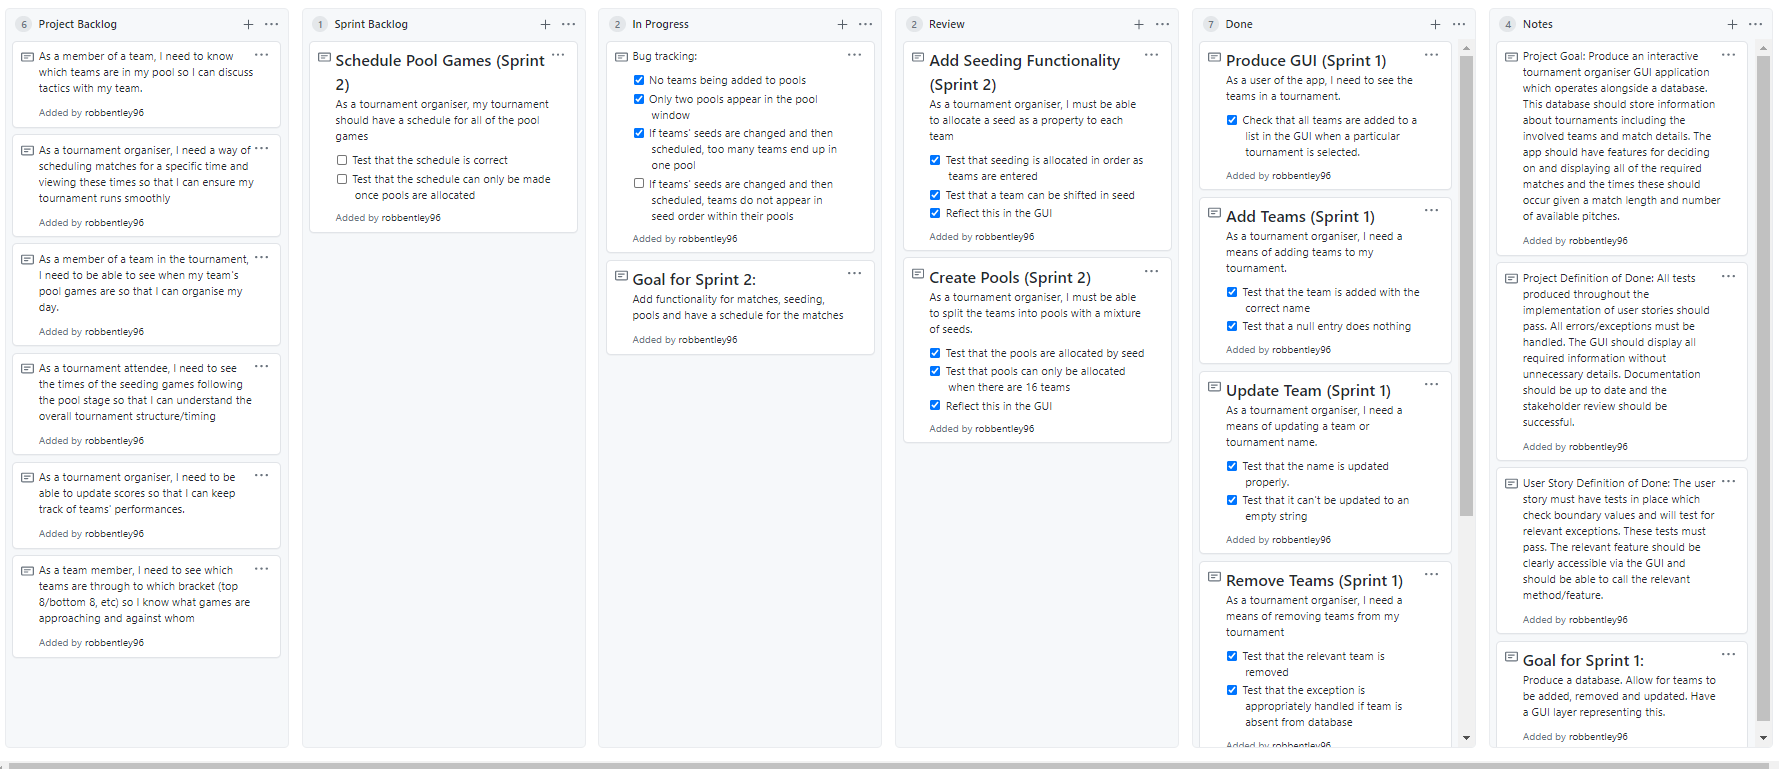 6 Project Backlog
As a member of a team, I need to know
which teams are in my pool so I can discuss
tactics with my team.
Added by robbentley96
As a tournament organiser, I need a way of
scheduling matches for a specific time and
viewing these times so that I can ensure my
tournament runs smoothly
Added by robbentley96
As a member of a team in the tournament,
I need to be able to see when my team's
pool games are so that I can organise my
day.
Added by robbentley96
As a tournament attendee, I need to see
the times of the seeding games following
the pool stage so that I can understand the
overall tournament structure/timing
Added by robbentley96
As a tournament organiser, I need to be
able to update scores so that I can keep
track of teams' performances.
Added by robbentley96
As a team member, I need to see which
teams are through to which bracket (top
8/bottom 8, etc) so I know what games are
approaching and against whom
Added by robbentley96
1 Sprint Backlog
Schedule Pool Games (Sprint
2)
As a tournament organiser, my tournament
should have a schedule for all of the pool
games
Test that the schedule is correct
Test that the schedule can only be made
once pools are allocated
Added by robbentley96
2 In Progress
Bug tracking:
No teams being added to pools
Only two pools appear in the pool
window
If teams' seeds are changed and then
scheduled, too many teams end up in
one pool
If teams' seeds are changed and then
scheduled, teams do not appear in
seed order within their pools
Added by robbentley96
Goal for Sprint 2:
Add functionality for matches, seeding,
pools and have a schedule for the matches
Added by robbentley96
2 Review
Add Seeding Functionality
(Sprint 2)
As a tournament organiser, I must be able
to allocate a seed as a property to each
team
Test that seeding is allocated in order as
teams are entered
Test that a team can be shifted in seed
Reflect this in the GUI
Added by robbentley96
Create Pools (Sprint 2)
As a tournament organiser, I must be able
to split the teams into pools with a mixture
of seeds.
Test that the pools are allocated by seed
Test that pools can only be allocated
when there are 16 teams
Reflect this in the GUI
Added by robbentley96
7 Done
Produce GUI (Sprint 1)
As a user of the app, I need to see the
teams in a tournament.
Check that all teams are added to a
list in the GUI when a particular
tournament is selected.
Added by robbentley96
Add Teams (Sprint 1)
As a tournament organiser, I need a
means of adding teams to my
tournament.
Test that the team is added with the
correct name
Test that a null entry does nothing
Added by robbentley96
Update Team (Sprint 1)
As a tournament organiser, I need a
means of updating a team or
tournament name.
Test that the name is updated
properly.
Test that it can't be updated to an
empty string
Added by robbentley96
Remove Teams (Sprint 1)
As a tournament organiser, I need a
means of removing teams from my
tournament
Test that the relevant team is
removed
Test that the exception is
appropriately handled if team is
absent from database
Added by robbentley96
4 Notes
Project Goal: Produce an interactive
tournament organiser GUI application
which operates alongside a database.
This database should store information
about tournaments including the
involved teams and match details. The
app should have features for deciding
on and displaying all of the required
matches and the times these should
occur given a match length and number
of available pitches.
Added by robbentley96
Project Definition of Done: All tests
produced throughout the
implementation of user stories should
pass. All errors/exceptions must be
handled. The GUI should display all
required information without
unnecessary details. Documentation
should be up to date and the
stakeholder review should be
successful.
Added by robbentley96
User Story Definition of Done: The user
story must have tests in place which
check boundary values and will test for
relevant exceptions. These tests must
pass. The relevant feature should be
clearly accessible via the GUI and
should be able to call the relevant
method/feature.
Added by robbentley96
Goal for Sprint 1:
Produce a database. Allow for teams to
be added, removed and updated. Have
a GUI layer representing this.
Added by robbentley96